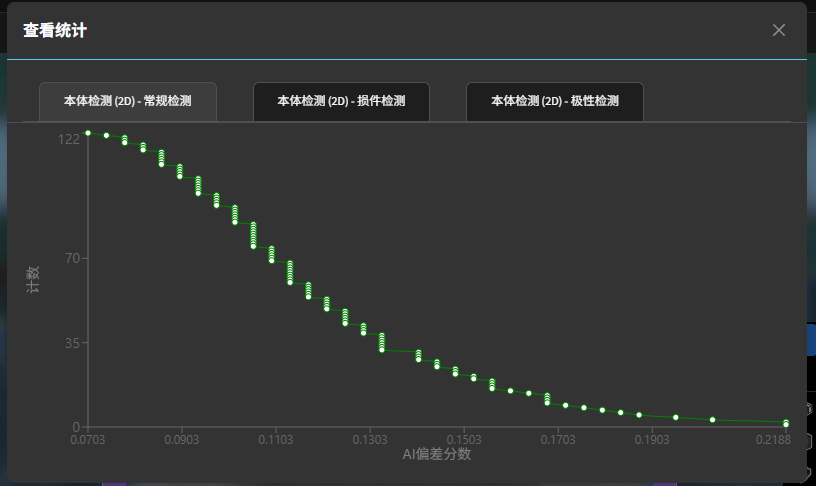 查看统计
本体检测 (2D) - 常规检测
本体检测 (2D) - 损件检测
本体检测 (2D) - 极性检测
122
70
35
0
计数
0.0703
0.0903
0.1103
0.1303
0.1503
0.1703
0.1903
0.2188
AI偏差分数